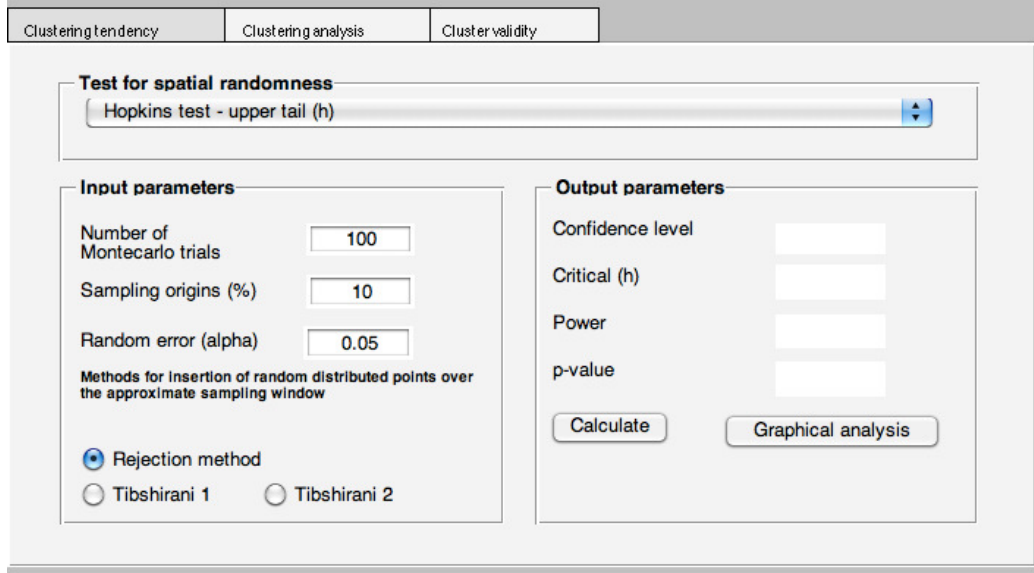 Clustering tendency
Clustering analysis
Cluster validity
Test for spatial randomness
Hopkins test - upper tail (h)
Input parameters
Number of
Montecarlo trials
100
Sampling origins (%)
10
Random error (alpha)
0.05
Methods for insertion of random distributed points over
the approximate sampling window
Rejection method
Tibshirani 1
Tibshirani 2
Output parameters
Confidence level
Critical (h)
Power
p-value
Calculate
Graphical analysis